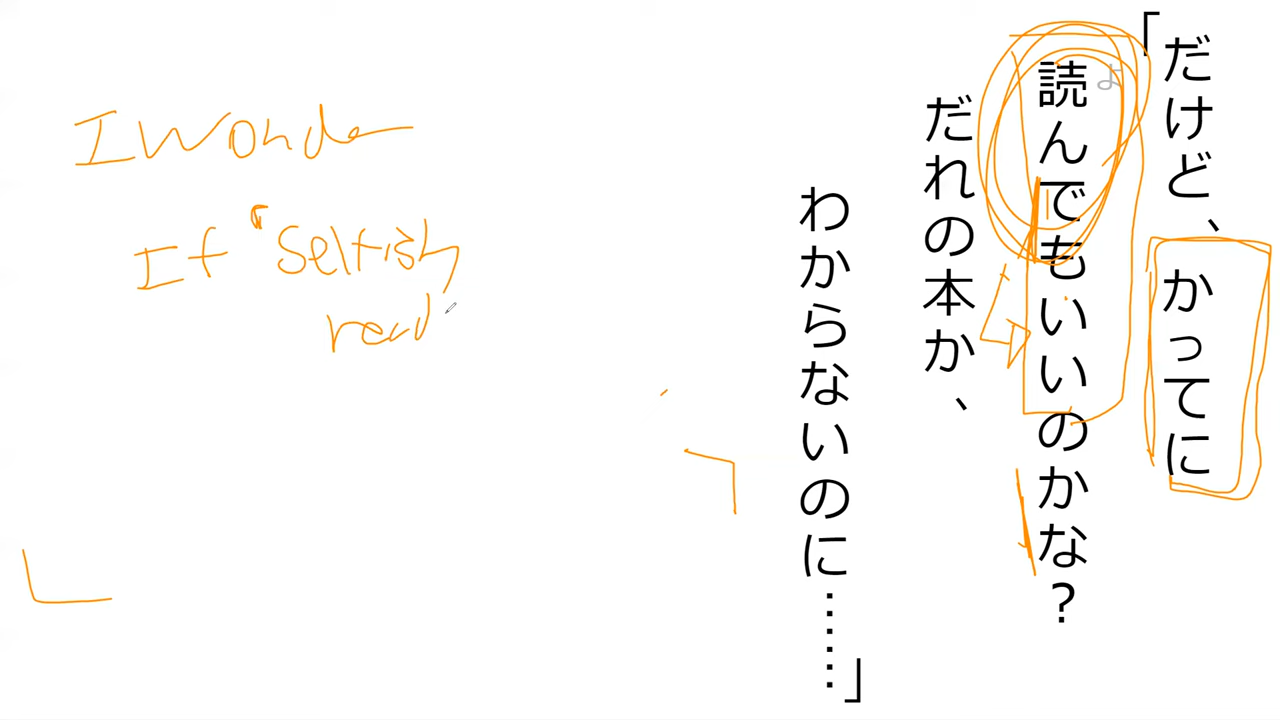 「だけど、かってに
読んでもいいのかな?
よ
だれの本か、
わからないのに……」
I wonder
If "selfish
read